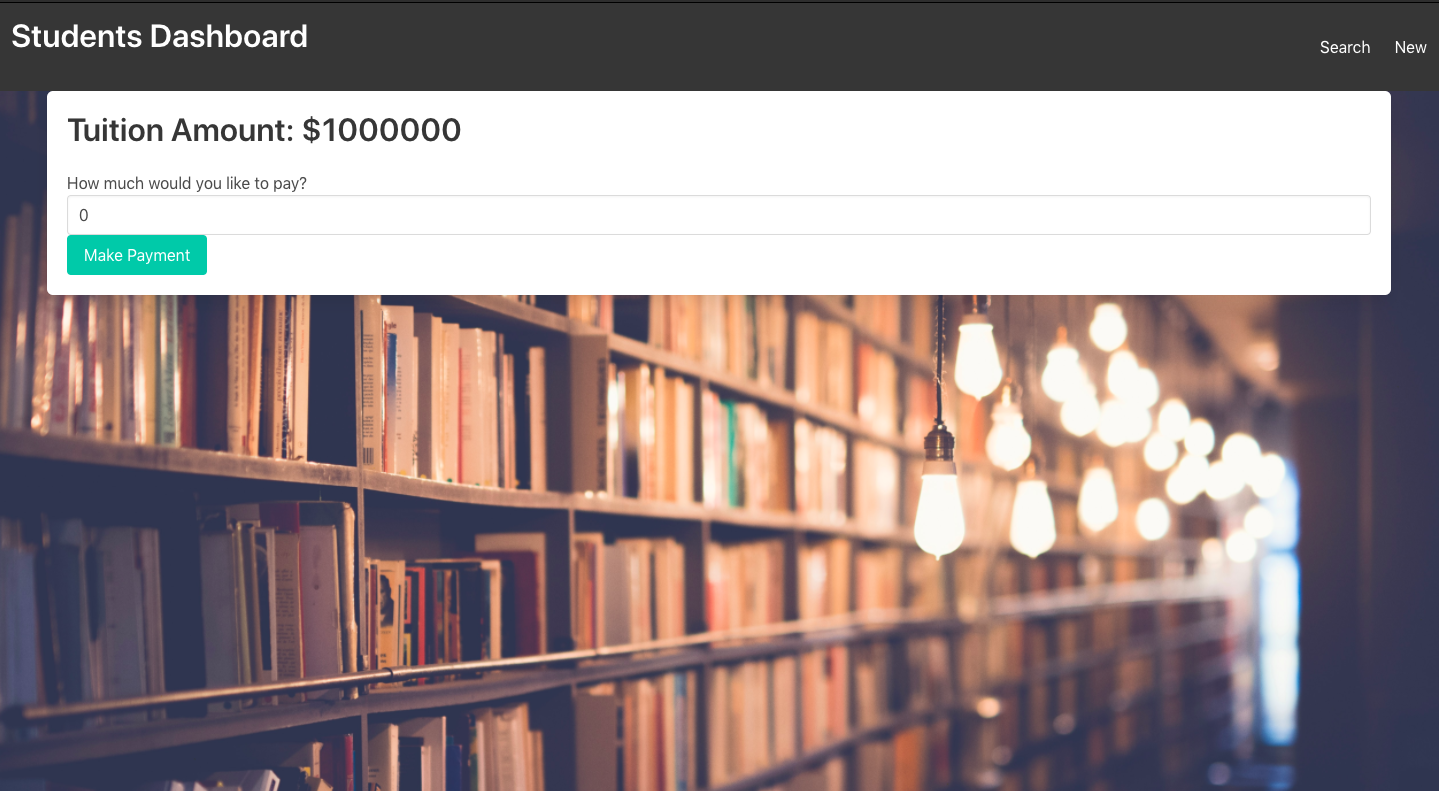 Students Dashboard
Search New
Tuition Amount: $1000000
How much would you like to pay?
0
Make Payment